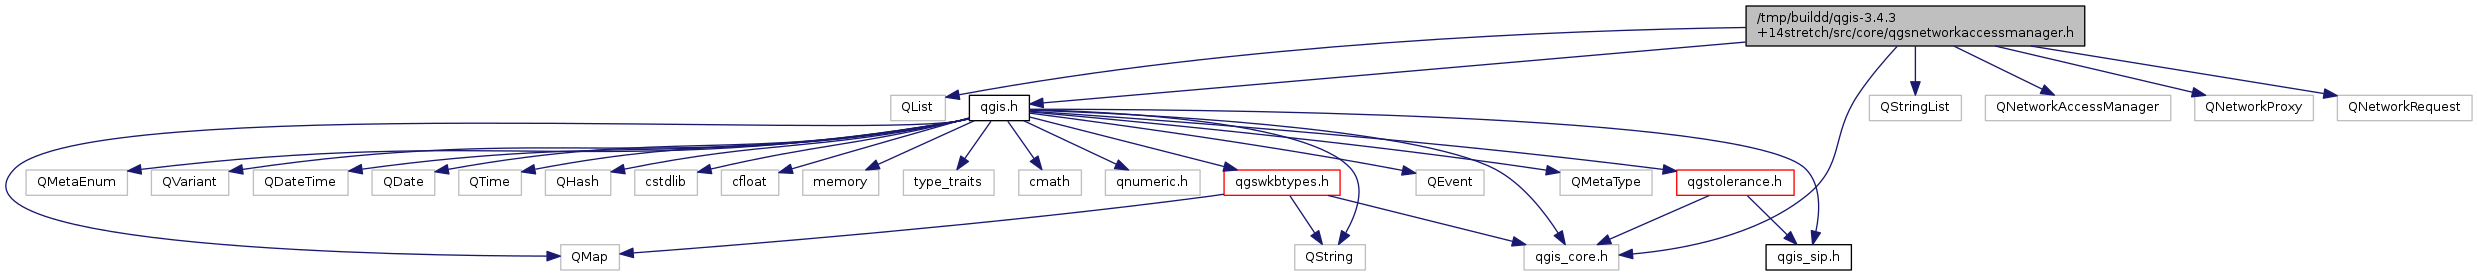 /tmp/buildd/qgis-3.4.3
+14stretch/src/core/qgsnetworkaccessmanager.h
QList
qgis.h
QStringList
QNetworkAccessManager
QNetworkProxy
QNetworkRequest
QMetaEnum
QVariant
QDateTime
QDate
QTime
QHash
cstdlib
cfloat
memory
type_traits
cmath
qnumeric.h
qgswkbtypes.h
QEvent
QMetaType
qgstolerance.h
QMap
QString
qgis_core.h
qgis_sip.h